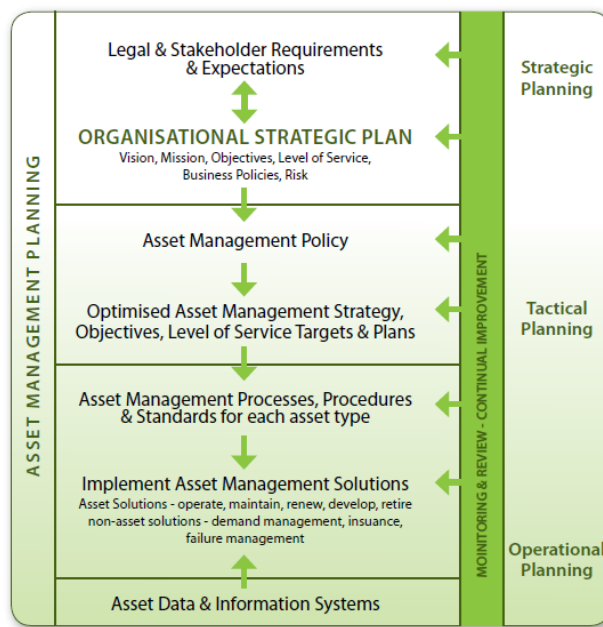 ASSET MANAGEMENT PLANNING
Legal & Stakeholder Requirements
& Expectations
ORGANISATIONAL STRATEGIC PLAN
Vision, Mission, Objectives, Level of Service,
Business Policies, Risk
Asset Management Policy
Optimised Asset Management Strategy,
Objectives, Level of Service Targets & Plans
Asset Management Processes, Procedures
& Standards for each asset type
Implement Asset Management Solutions
Asset Solutions - operate, maintain, renew, develop, retire
non-asset solutions - demand management, insuance,
failure management
Asset Data & Information Systems
MOINITORING & REVIEW - CONTINUAL IMPROVEMENT
Strategic
Planning
Tactical
Planning
Operational
Planning